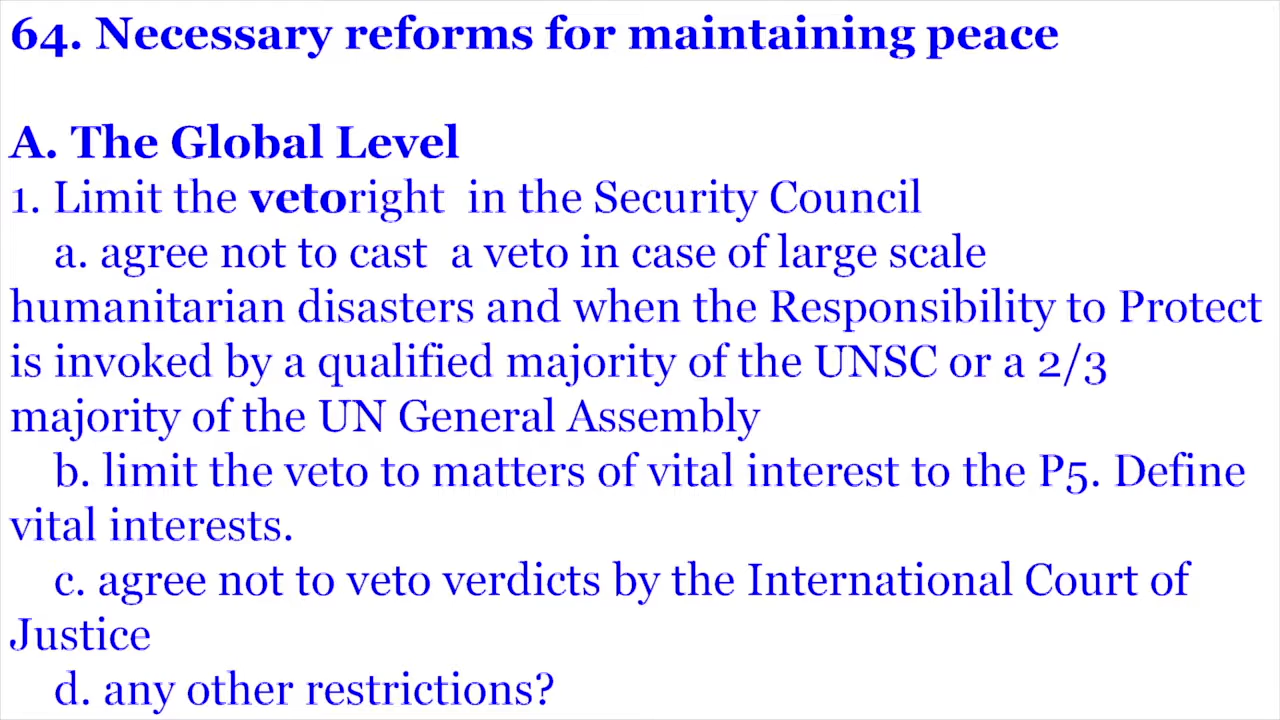 64. Necessary reforms for maintaining peace
A. The Global Level
1. Limit the vetoright  in the Security Council
a. agree not to cast  a veto in case of large scale
humanitarian disasters and when the Responsibility to Protect
is invoked by a qualified majority of the UNSC or a 2/3
majority of the UN General Assembly
b. limit the veto to matters of vital interest to the P5. Define
vital interests.
c. agree not to veto verdicts by the International Court of
Justice
d. any other restrictions?